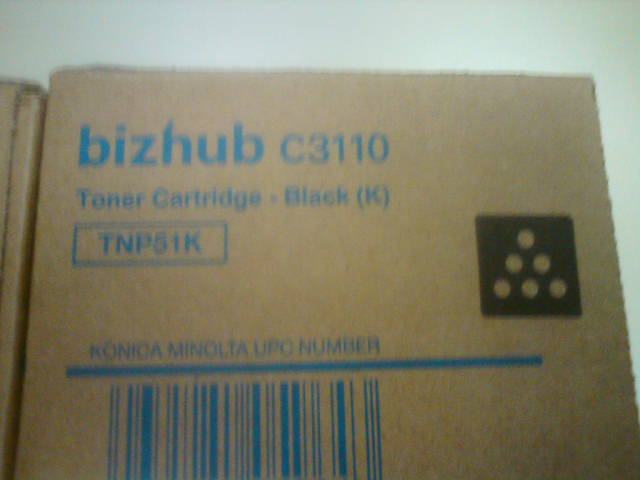 bizhub C3110
Toner Cartridge - Black (K)
TNP51K
KONICA MINOLTA UPC NUMBER